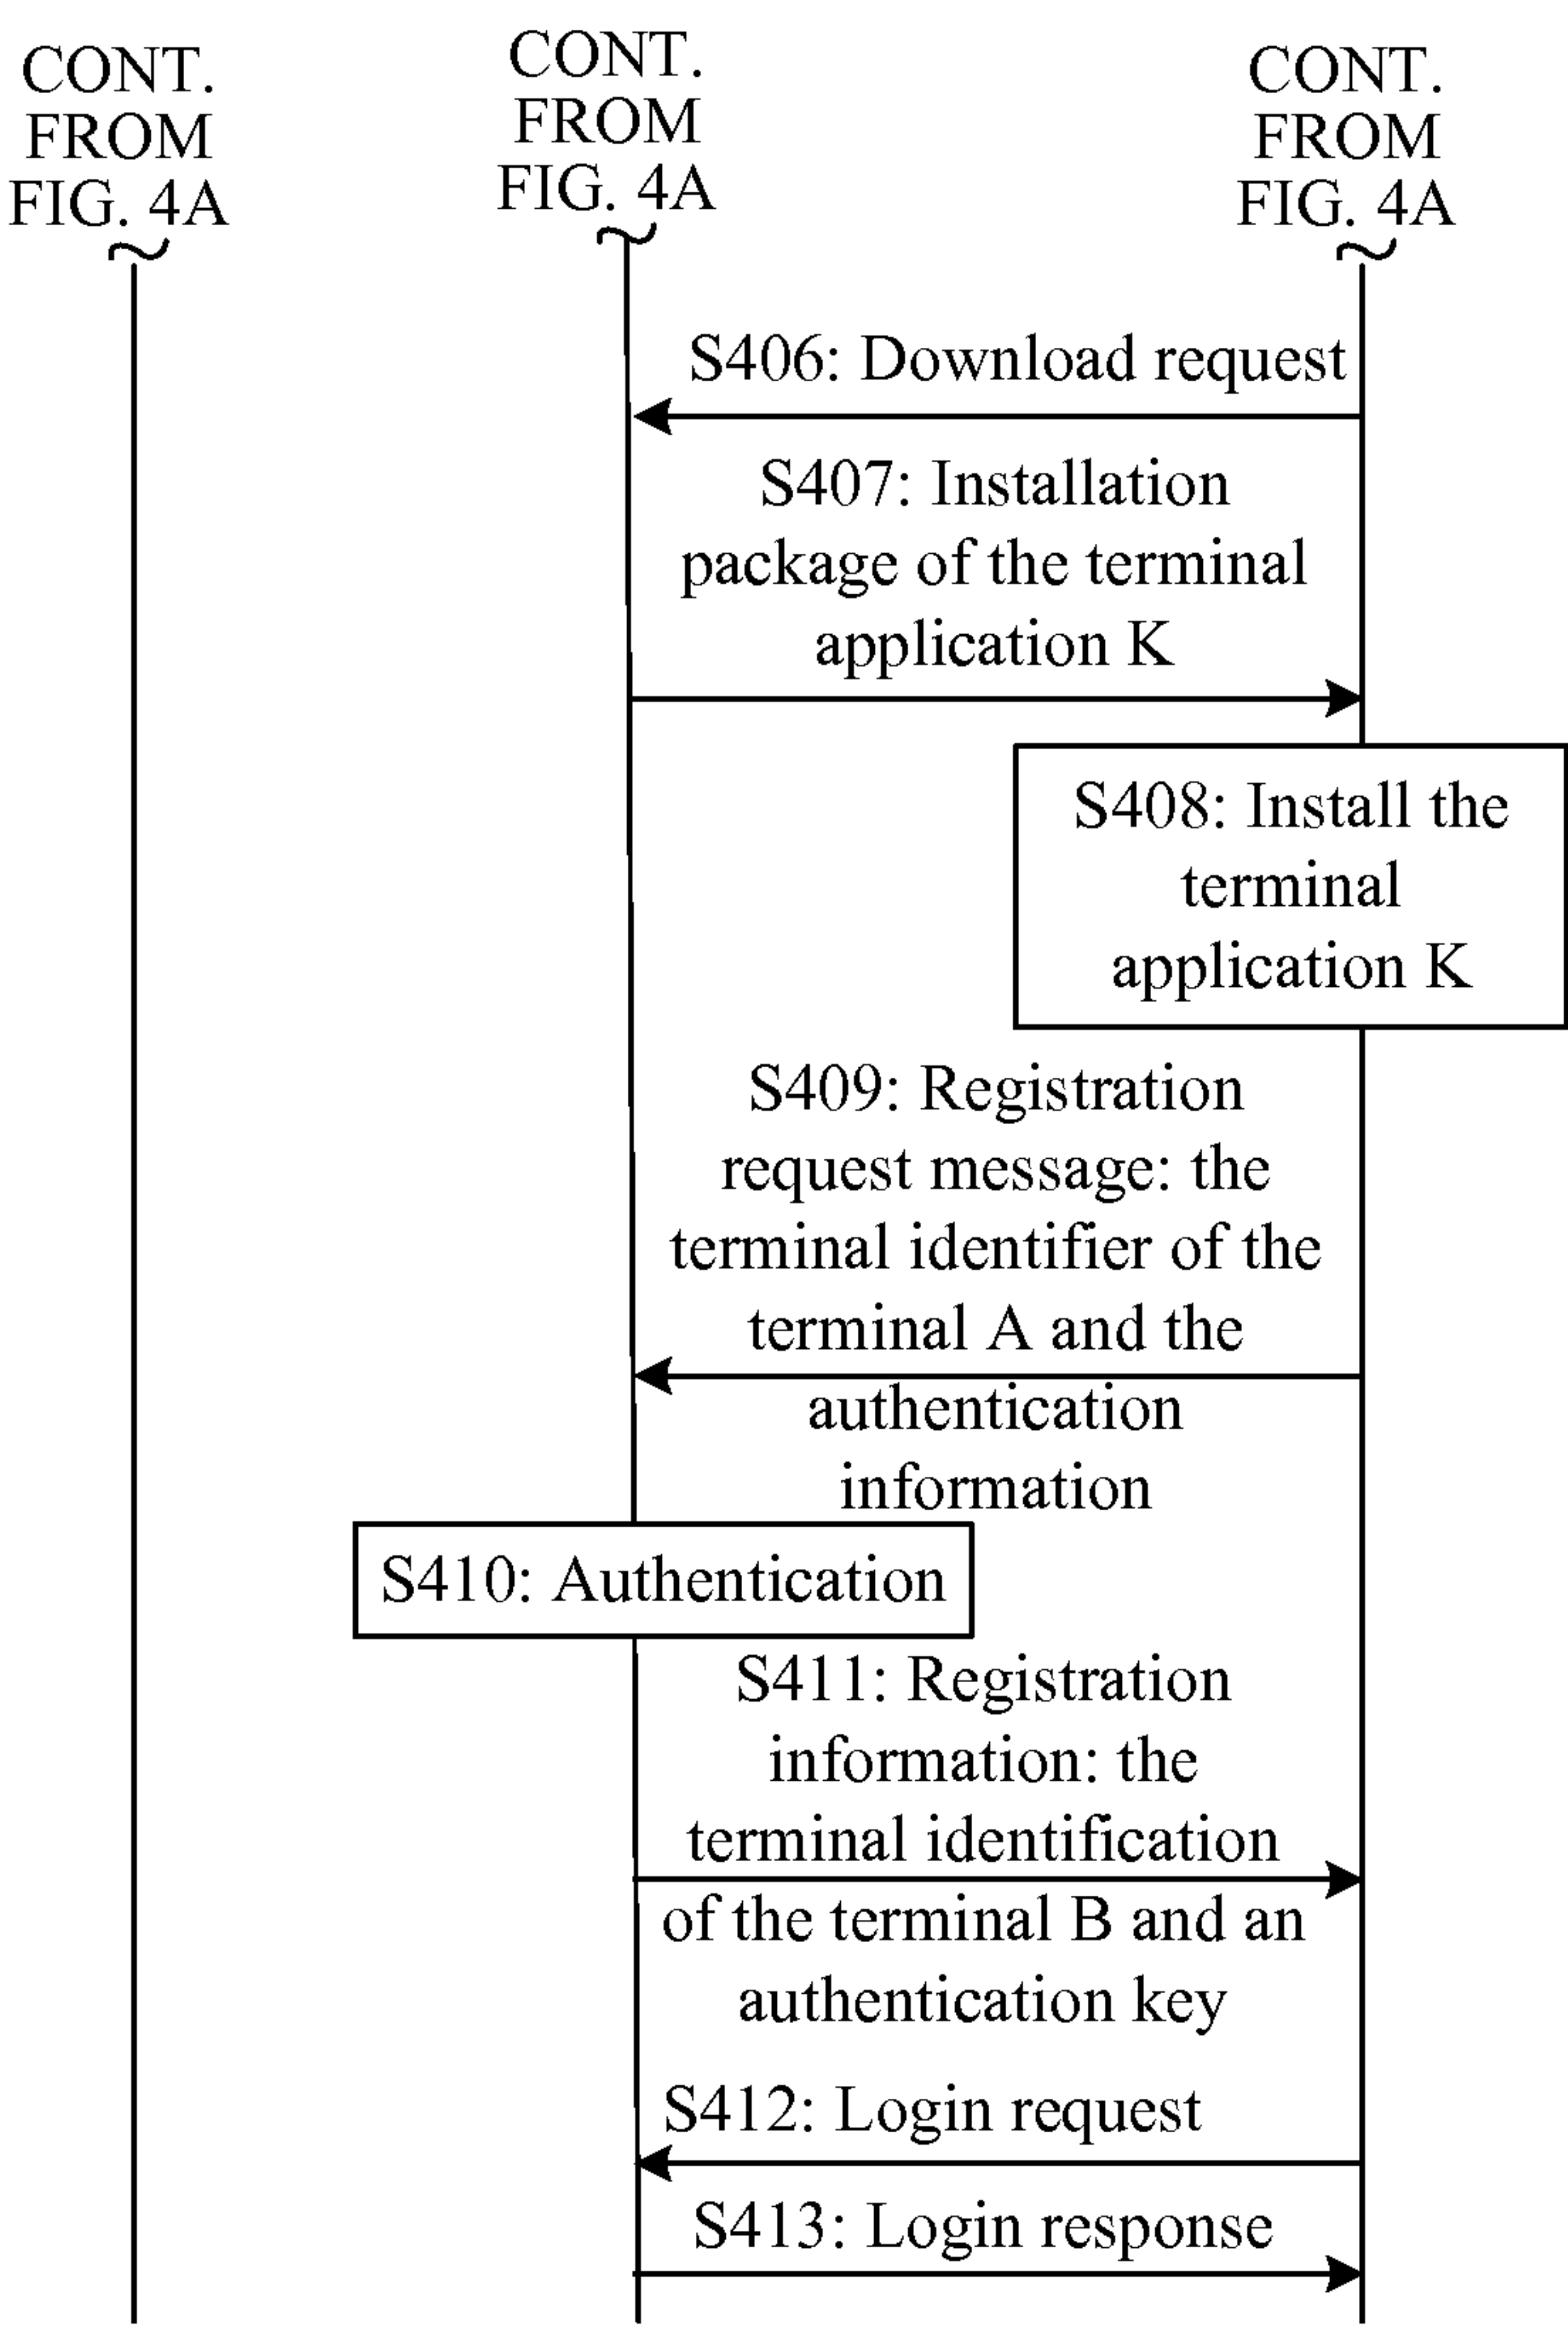 CONT.
FROM
FIG. 4A
CONT.
FROM
FIG. 4A
CONT.
FROM
FIG. 4A
S406: Download request
S407: Installation
package of the terminal
application K
S408: Install the
terminal
application K
S409: Registration
request message: the
terminal identifier of the
terminal A and the
authentication
information
S410: Authentication
S411: Registration
information: the
terminal identification
of the terminal B and an
authentication key
S412: Login request
S413: Login response